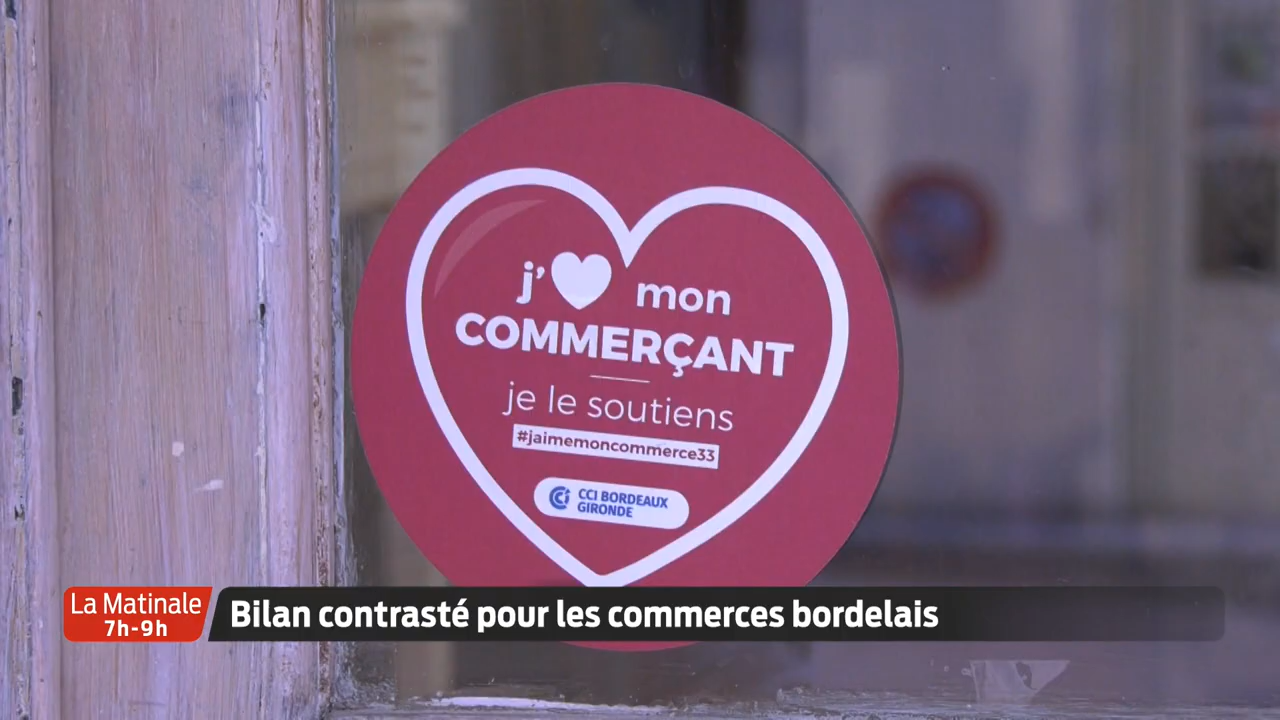 j' mon
COMMERÇANT
je le soutiens
#jaimemoncommerce33
CCI BORDEAUX
GIRONDE
La Matinale
7h-9h
Bilan contrasté pour les commerces bordelais